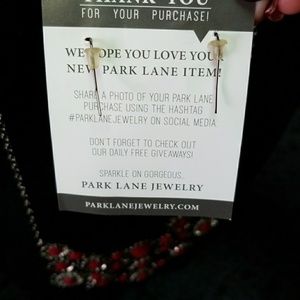 THANK YOU
FOR YOUR PURCHASE!
WE HOPE YOU LOVE YOUR
NEW PARK LANE ITEM!
SHARE A PHOTO OF YOUR PARK LANE
PURCHASE USING THE HASHTAG
#PARKLANEJEWELRY ON SOCIAL MEDIA.
DON'T FORGET TO CHECK OUT
OUR DAILY FREE GIVEAWAYS!
SPARKLE ON GORGEOUS,
PARK LANE JEWELRY
PARKLANEJEWELRY.COM